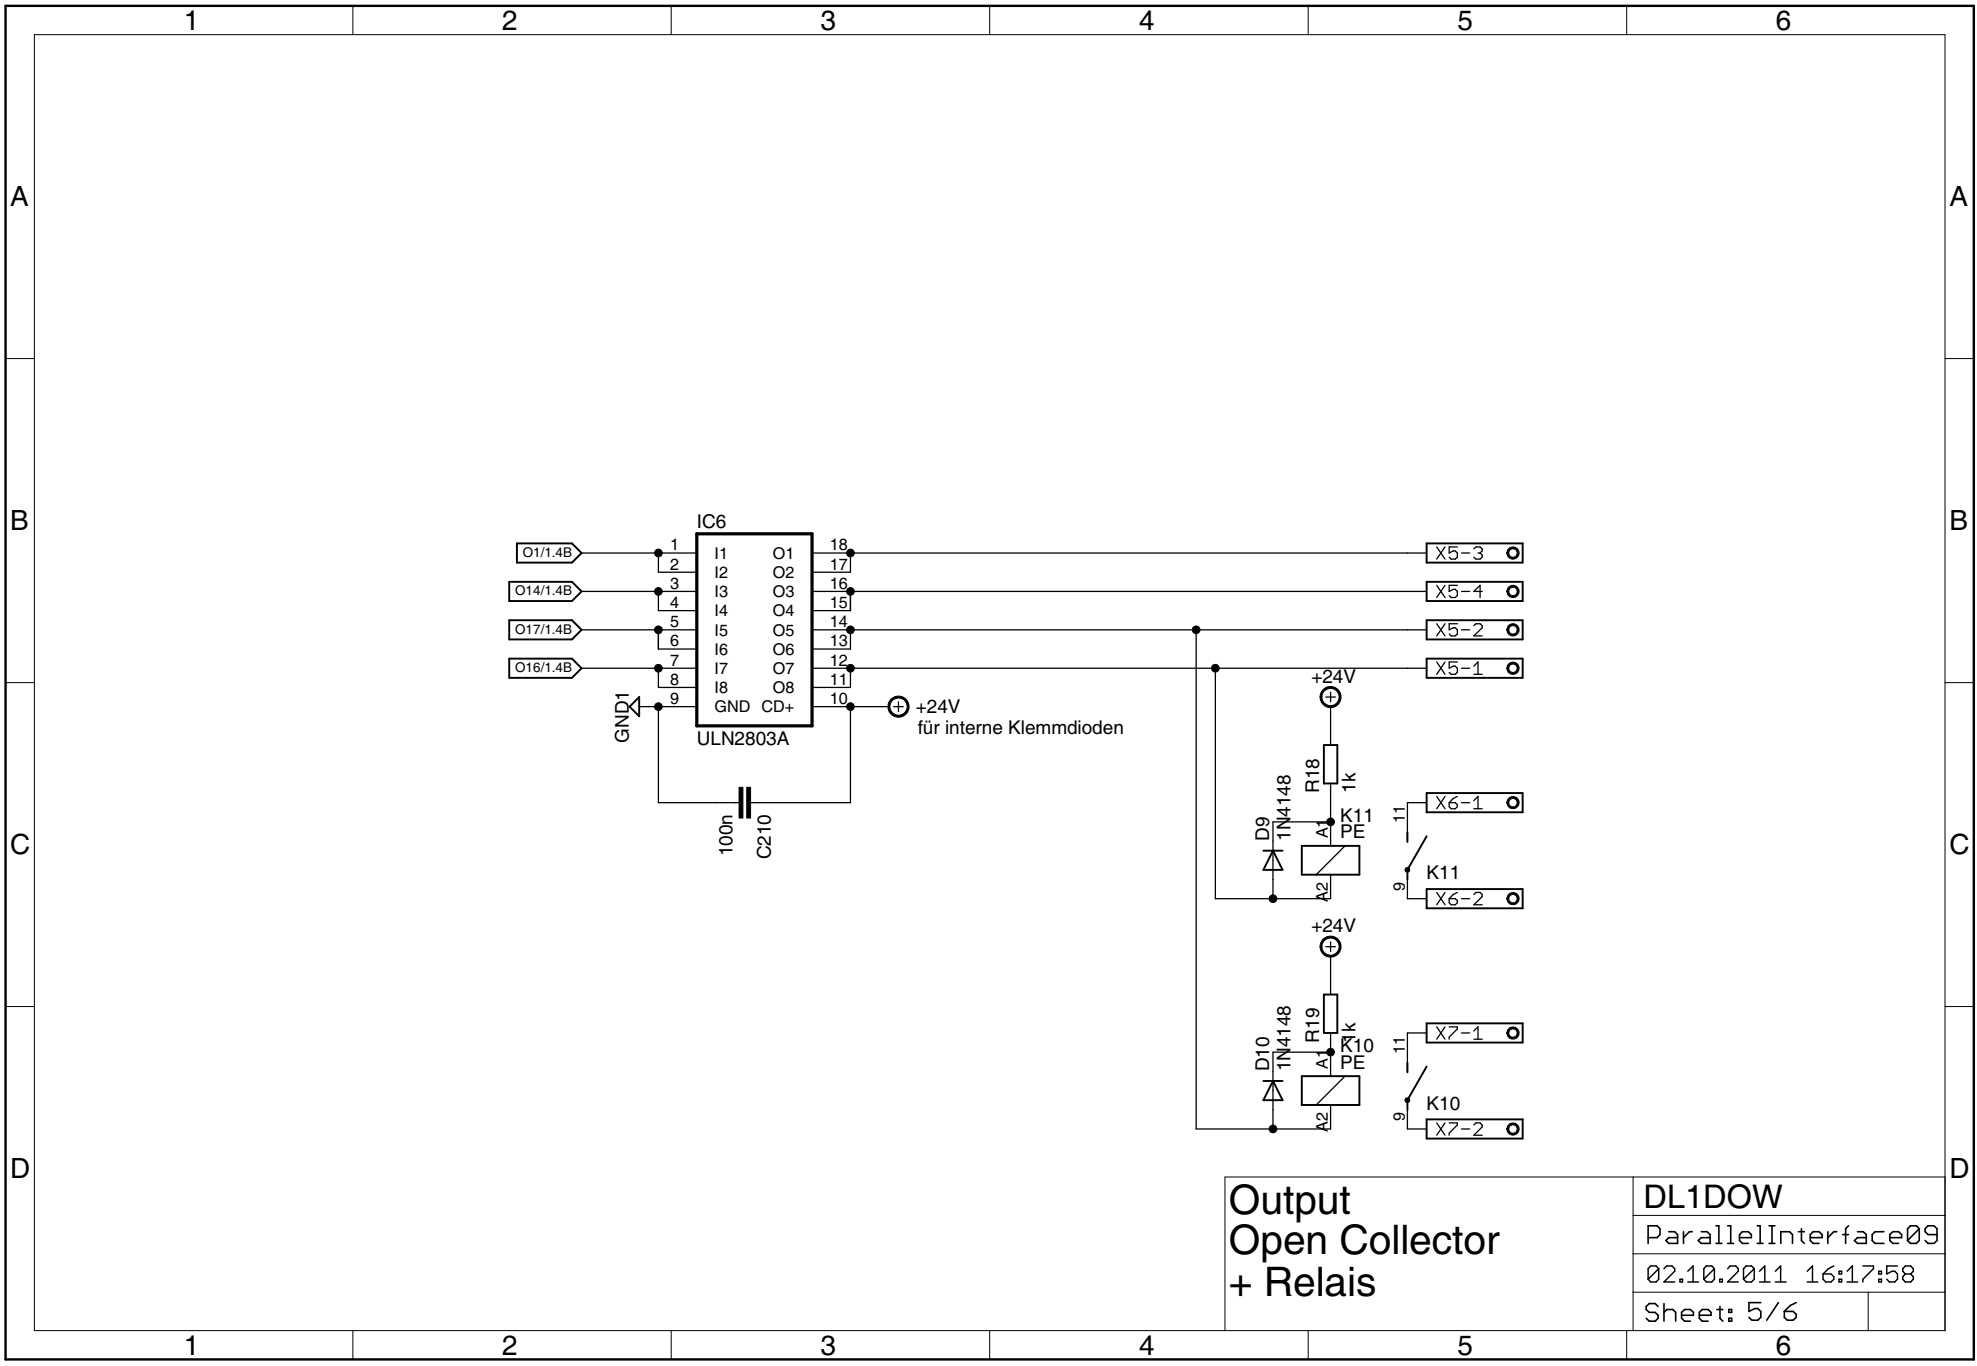 1 2 3 4 5 6
A A
B B
C C
D D
IC6
O1/1.4B 1 I1 O1 18 X5-3
2 I2 O2 17
O14/1.4B 3 I3 O3 16 X5-4
4 I4 O4 15
O17/1.4B 5 I5 O5 14 X5-2
6 I6 O6 13
O16/1.4B 7 I7 O7 12 X5-1
8 I8 O8 11
GND1 9 GND CD+ 10 +24V
für interne Klemmdioden
ULN2803A
100n
C210
+24V
R18
1k
D9
1N4148
K11
PE
A1
A2
11 X6-1
K11
9 X6-2
+24V
R19
1k
D10
1N4148
K10
PE
A1
A2
11 X7-1
K10
9 X7-2
Output
Open Collector
+ Relais
DL1DOW
ParallelInterface09
02.10.2011 16:17:58
Sheet: 5/6
1 2 3 4 5 6